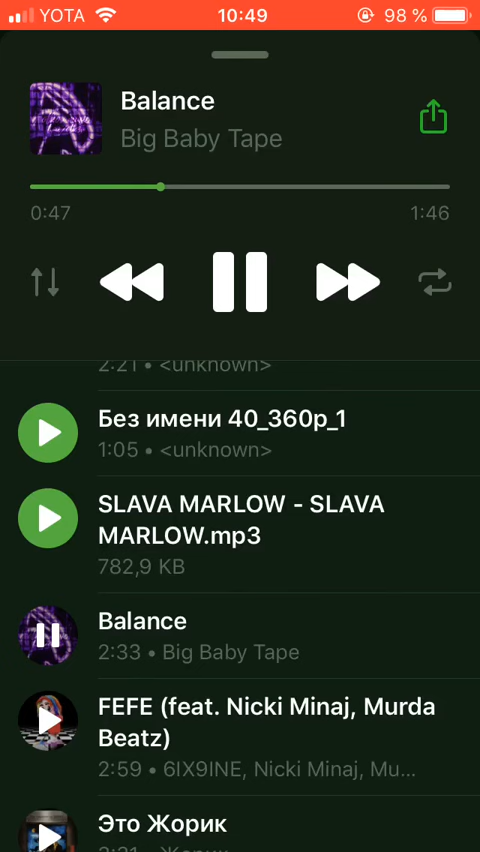 YOTA 10:49 98 %
Balance
Big Baby Tape
0:47 1:46
2:21 • <unknown>
Без имени 40_360p_1
1:05 • <unknown>
SLAVA MARLOW - SLAVA
MARLOW.mp3
782,9 KB
Balance
2:33 • Big Baby Tape
FEFE (feat. Nicki Minaj, Murda
Beatz)
2:59 • 6IX9INE, Nicki Minaj, Mu...
Это Жорик